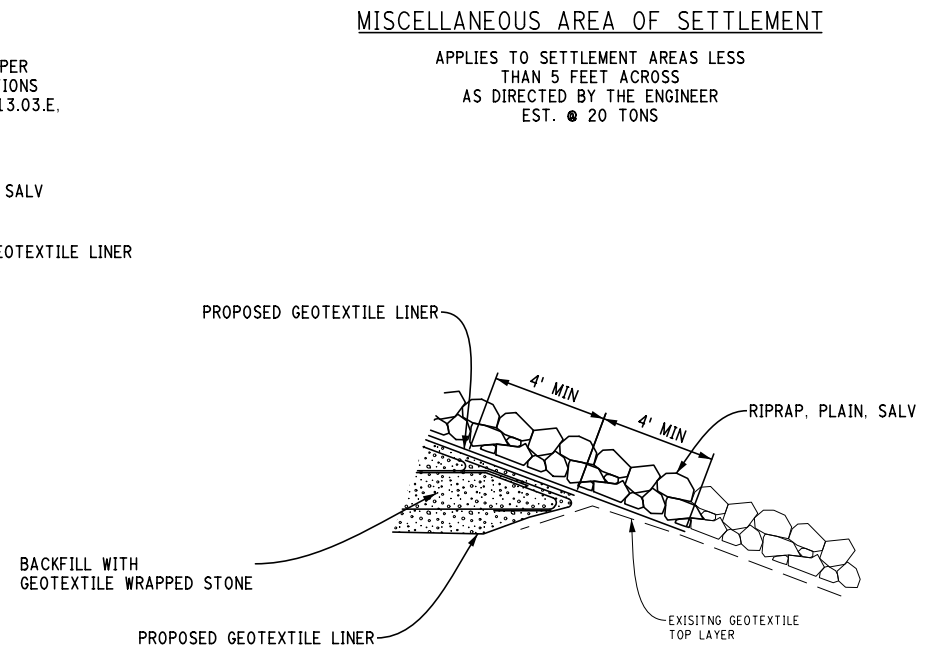 MISCELLANEOUS AREA OF SETTLEMENT
APPLIES TO SETTLEMENT AREAS LESS
THAN 5 FEET ACROSS
AS DIRECTED BY THE ENGINEER
EST. @ 20 TONS
PER
IONS
13.03.E,
SALV
EOTEXTILE LINER
PROPOSED GEOTEXTILE LINER
4' MIN
4' MIN
RIPRAP, PLAIN, SALV
BACKFILL WITH
GEOTEXTILE WRAPPED STONE
PROPOSED GEOTEXTILE LINER
EXISITNG GEOTEXTILE
TOP LAYER